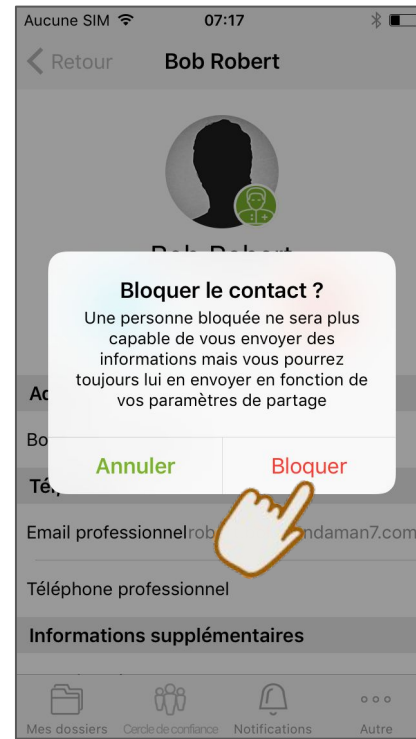 Aucune SIM 07:17
Retour Bob Robert
Bloquer le contact ?
Une personne bloquée ne sera plus
capable de vous envoyer des
informations mais vous pourrez
toujours lui en envoyer en fonction de
vos paramètres de partage
Annuler Bloquer
Email professionnel ndaman7.com
Téléphone professionnel
Informations supplémentaires
Mes dossiers Cercle de confiance Notifications Autre